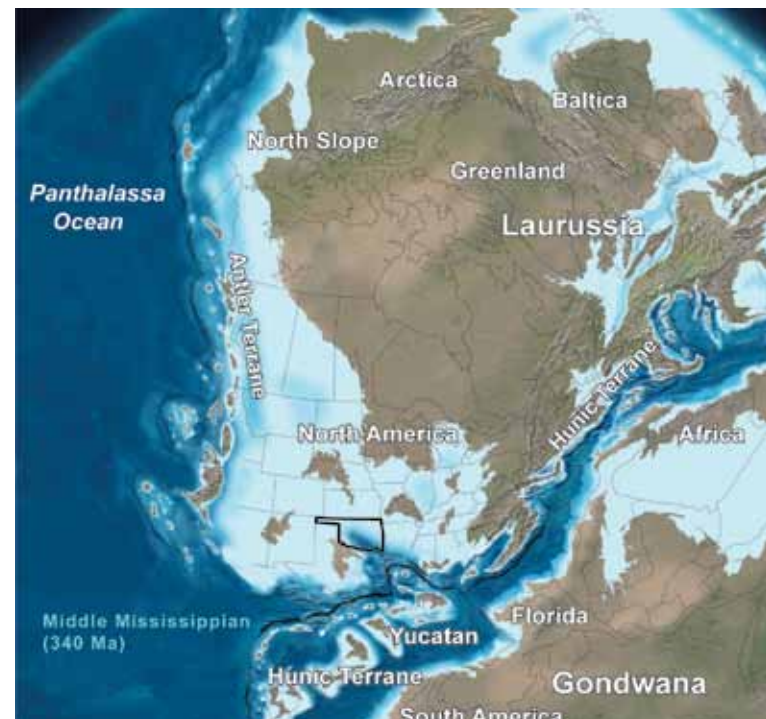 Arctica
Baltica
North Slope
Greenland
Panthalassa
Ocean
Laurussia
Antler Terrane
Hunic Terrane
North America
Africa
Middle Mississippian
(340 Ma)
Florida
Yucatan
Hunic Terrane
Gondwana
South America